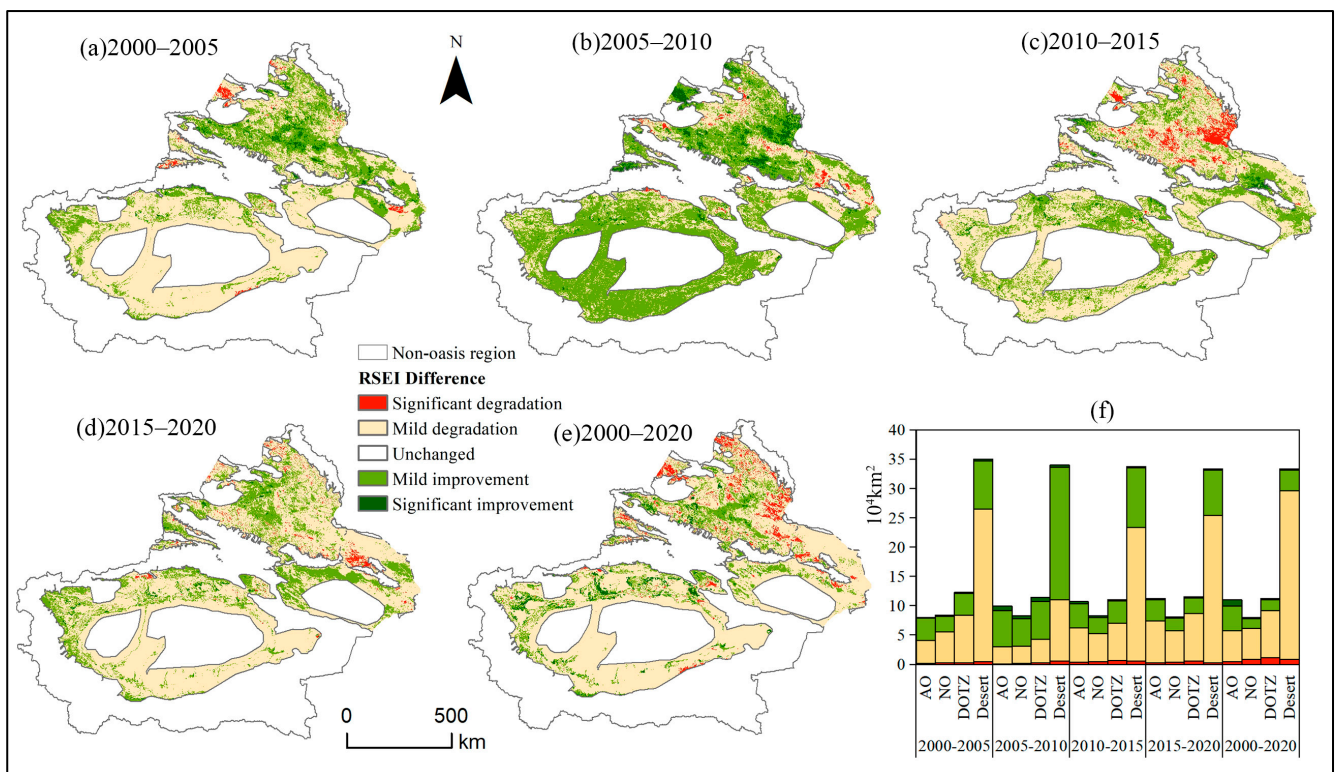 (a)2000–2005
(b)2005–2010
(c)2010–2015
N
Non-oasis region
RSEI Difference
Significant degradation
Mild degradation
Unchanged
Mild improvement
Significant improvement
(d)2015–2020
(e)2000–2020
0 500
km
(f)
10⁴km²
40
35
30
25
20
15
10
5
0
AO NO DOTZ Desert AO NO DOTZ Desert AO NO DOTZ Desert AO NO DOTZ Desert AO NO DOTZ Desert
2000-2005 2005-2010 2010-2015 2015-2020 2000-2020